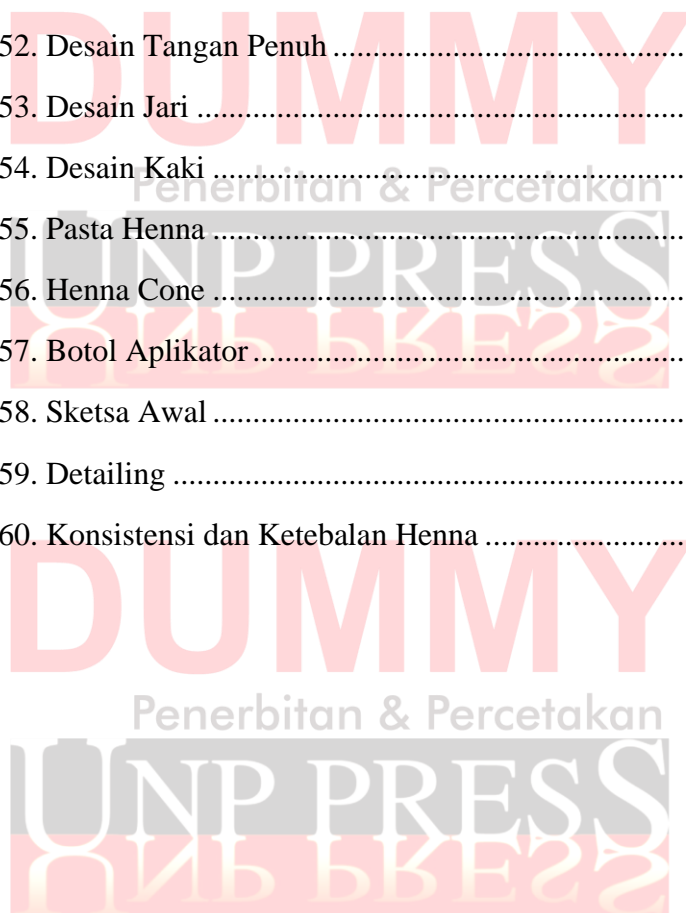 DUMMY
52. Desain Tangan Penuh ..................................................
53. Desain Jari ..................................................
54. Desain Kaki ..................................................
Penerbitan & Percetakan
55. Pasta Henna ..................................................
UNP PRESS
56. Henna Cone ..................................................
57. Botol Aplikator ..................................................
58. Sketsa Awal ..................................................
59. Detailing ..................................................
60. Konsistensi dan Ketebalan Henna .......................
DUMMY
Penerbitan & Percetakan
UNP PRESS